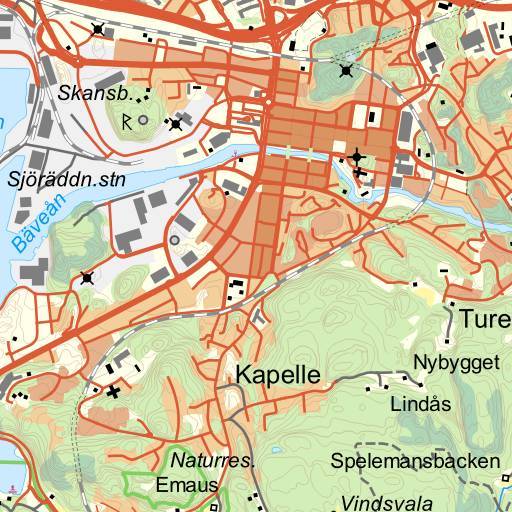 Skansb.
R
Sjöräddn.stn
Bäveån
Ture
Nybygget
Kapelle
Lindås
Naturres.
Spelemansbacken
Emaus
Vindsvala